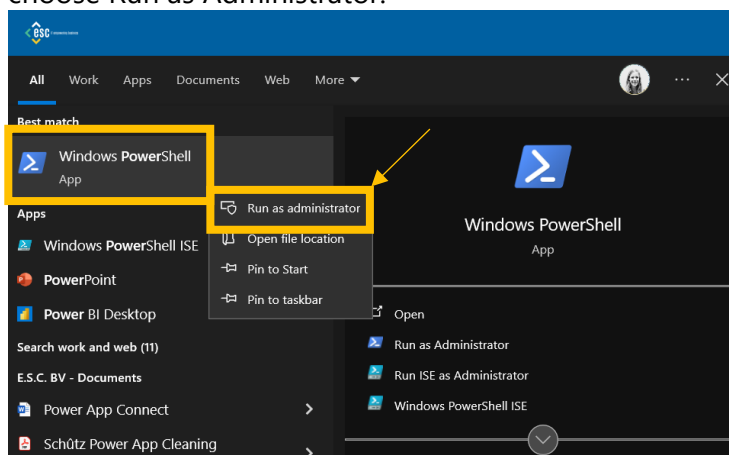 choose Run as Administrator.
esc
All Work Apps Documents Web More
Best match
Windows PowerShell
App
Apps
Windows PowerShell ISE
PowerPoint
Power BI Desktop
Search work and web (11)
E.S.C. BV - Documents
Power App Connect
Schütz Power App Cleaning
Run as administrator
Open file location
Pin to Start
Pin to taskbar
Windows PowerShell
App
Open
Run as Administrator
Run ISE as Administrator
Windows PowerShell ISE